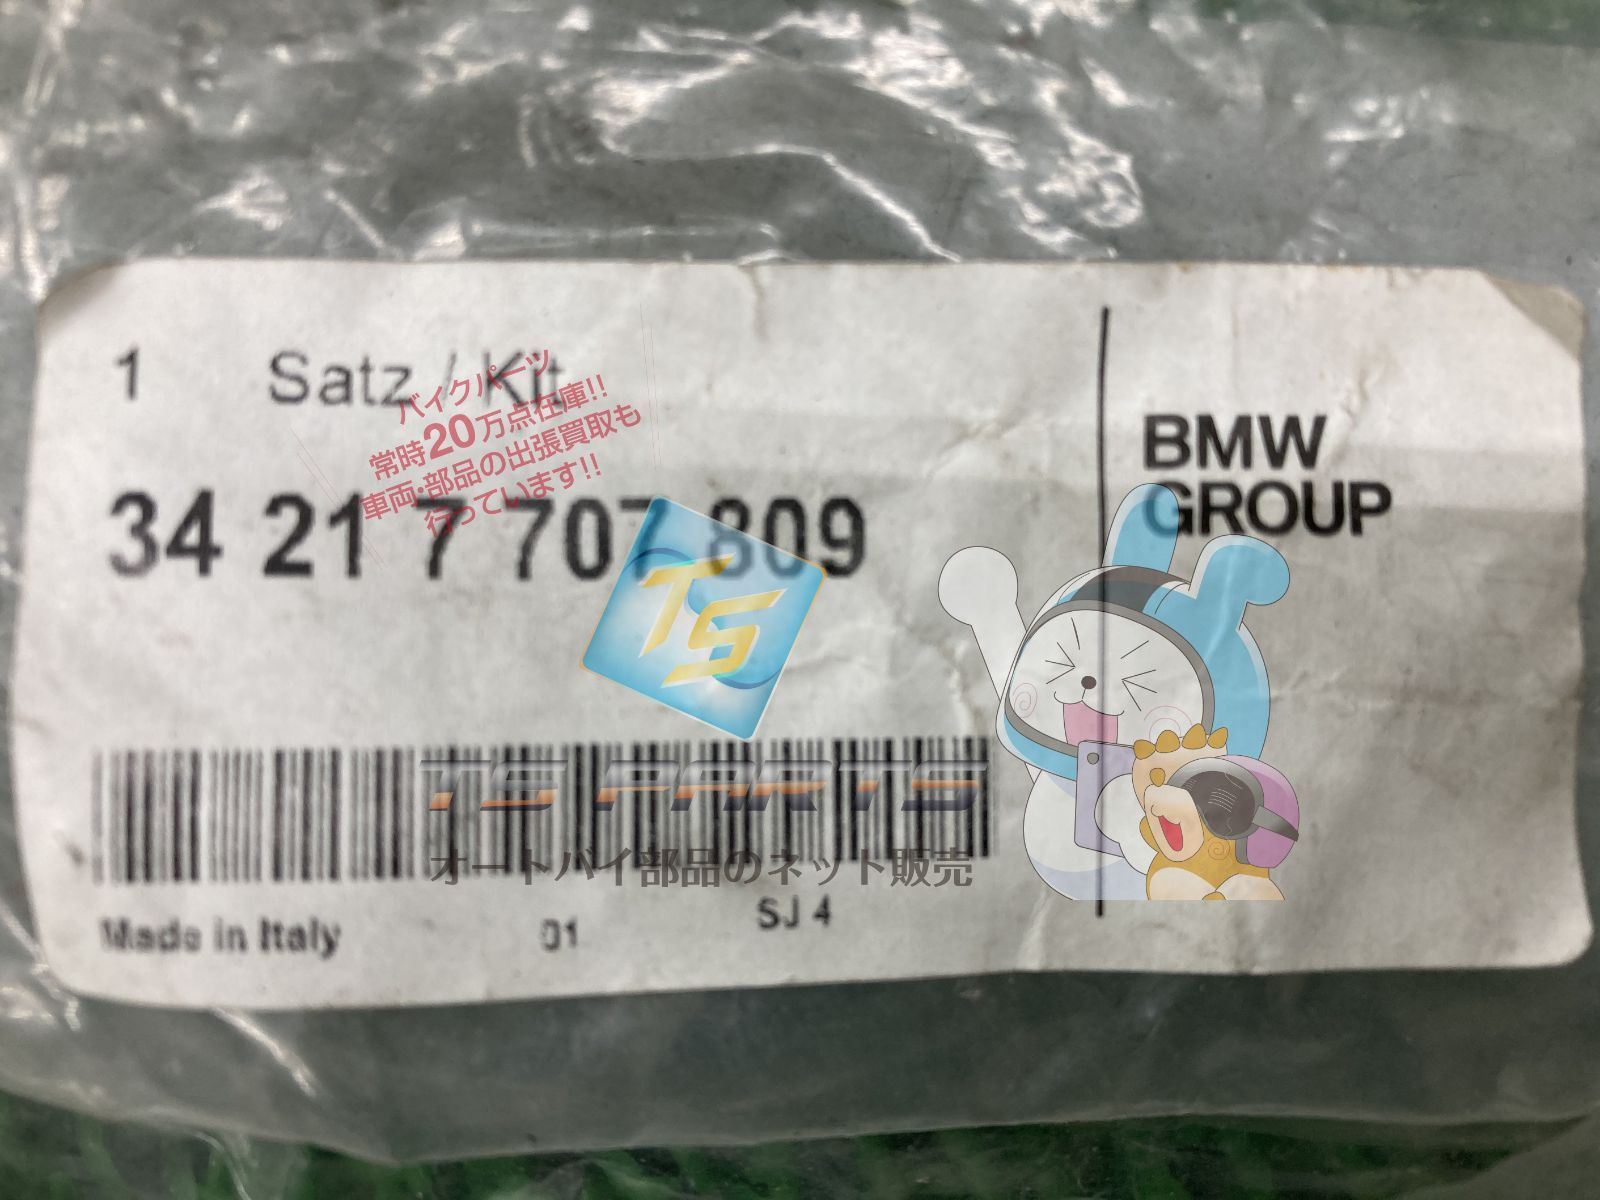 1 Satz / Kit
バイクパーツ
常時20万点在庫!!
車両・部品の出張買取も
行っています!!
34 21 7 707 809
BMW
GROUP
TS
TS PARTS
オートバイ部品のネット販売
Made in Italy 01 SJ 4